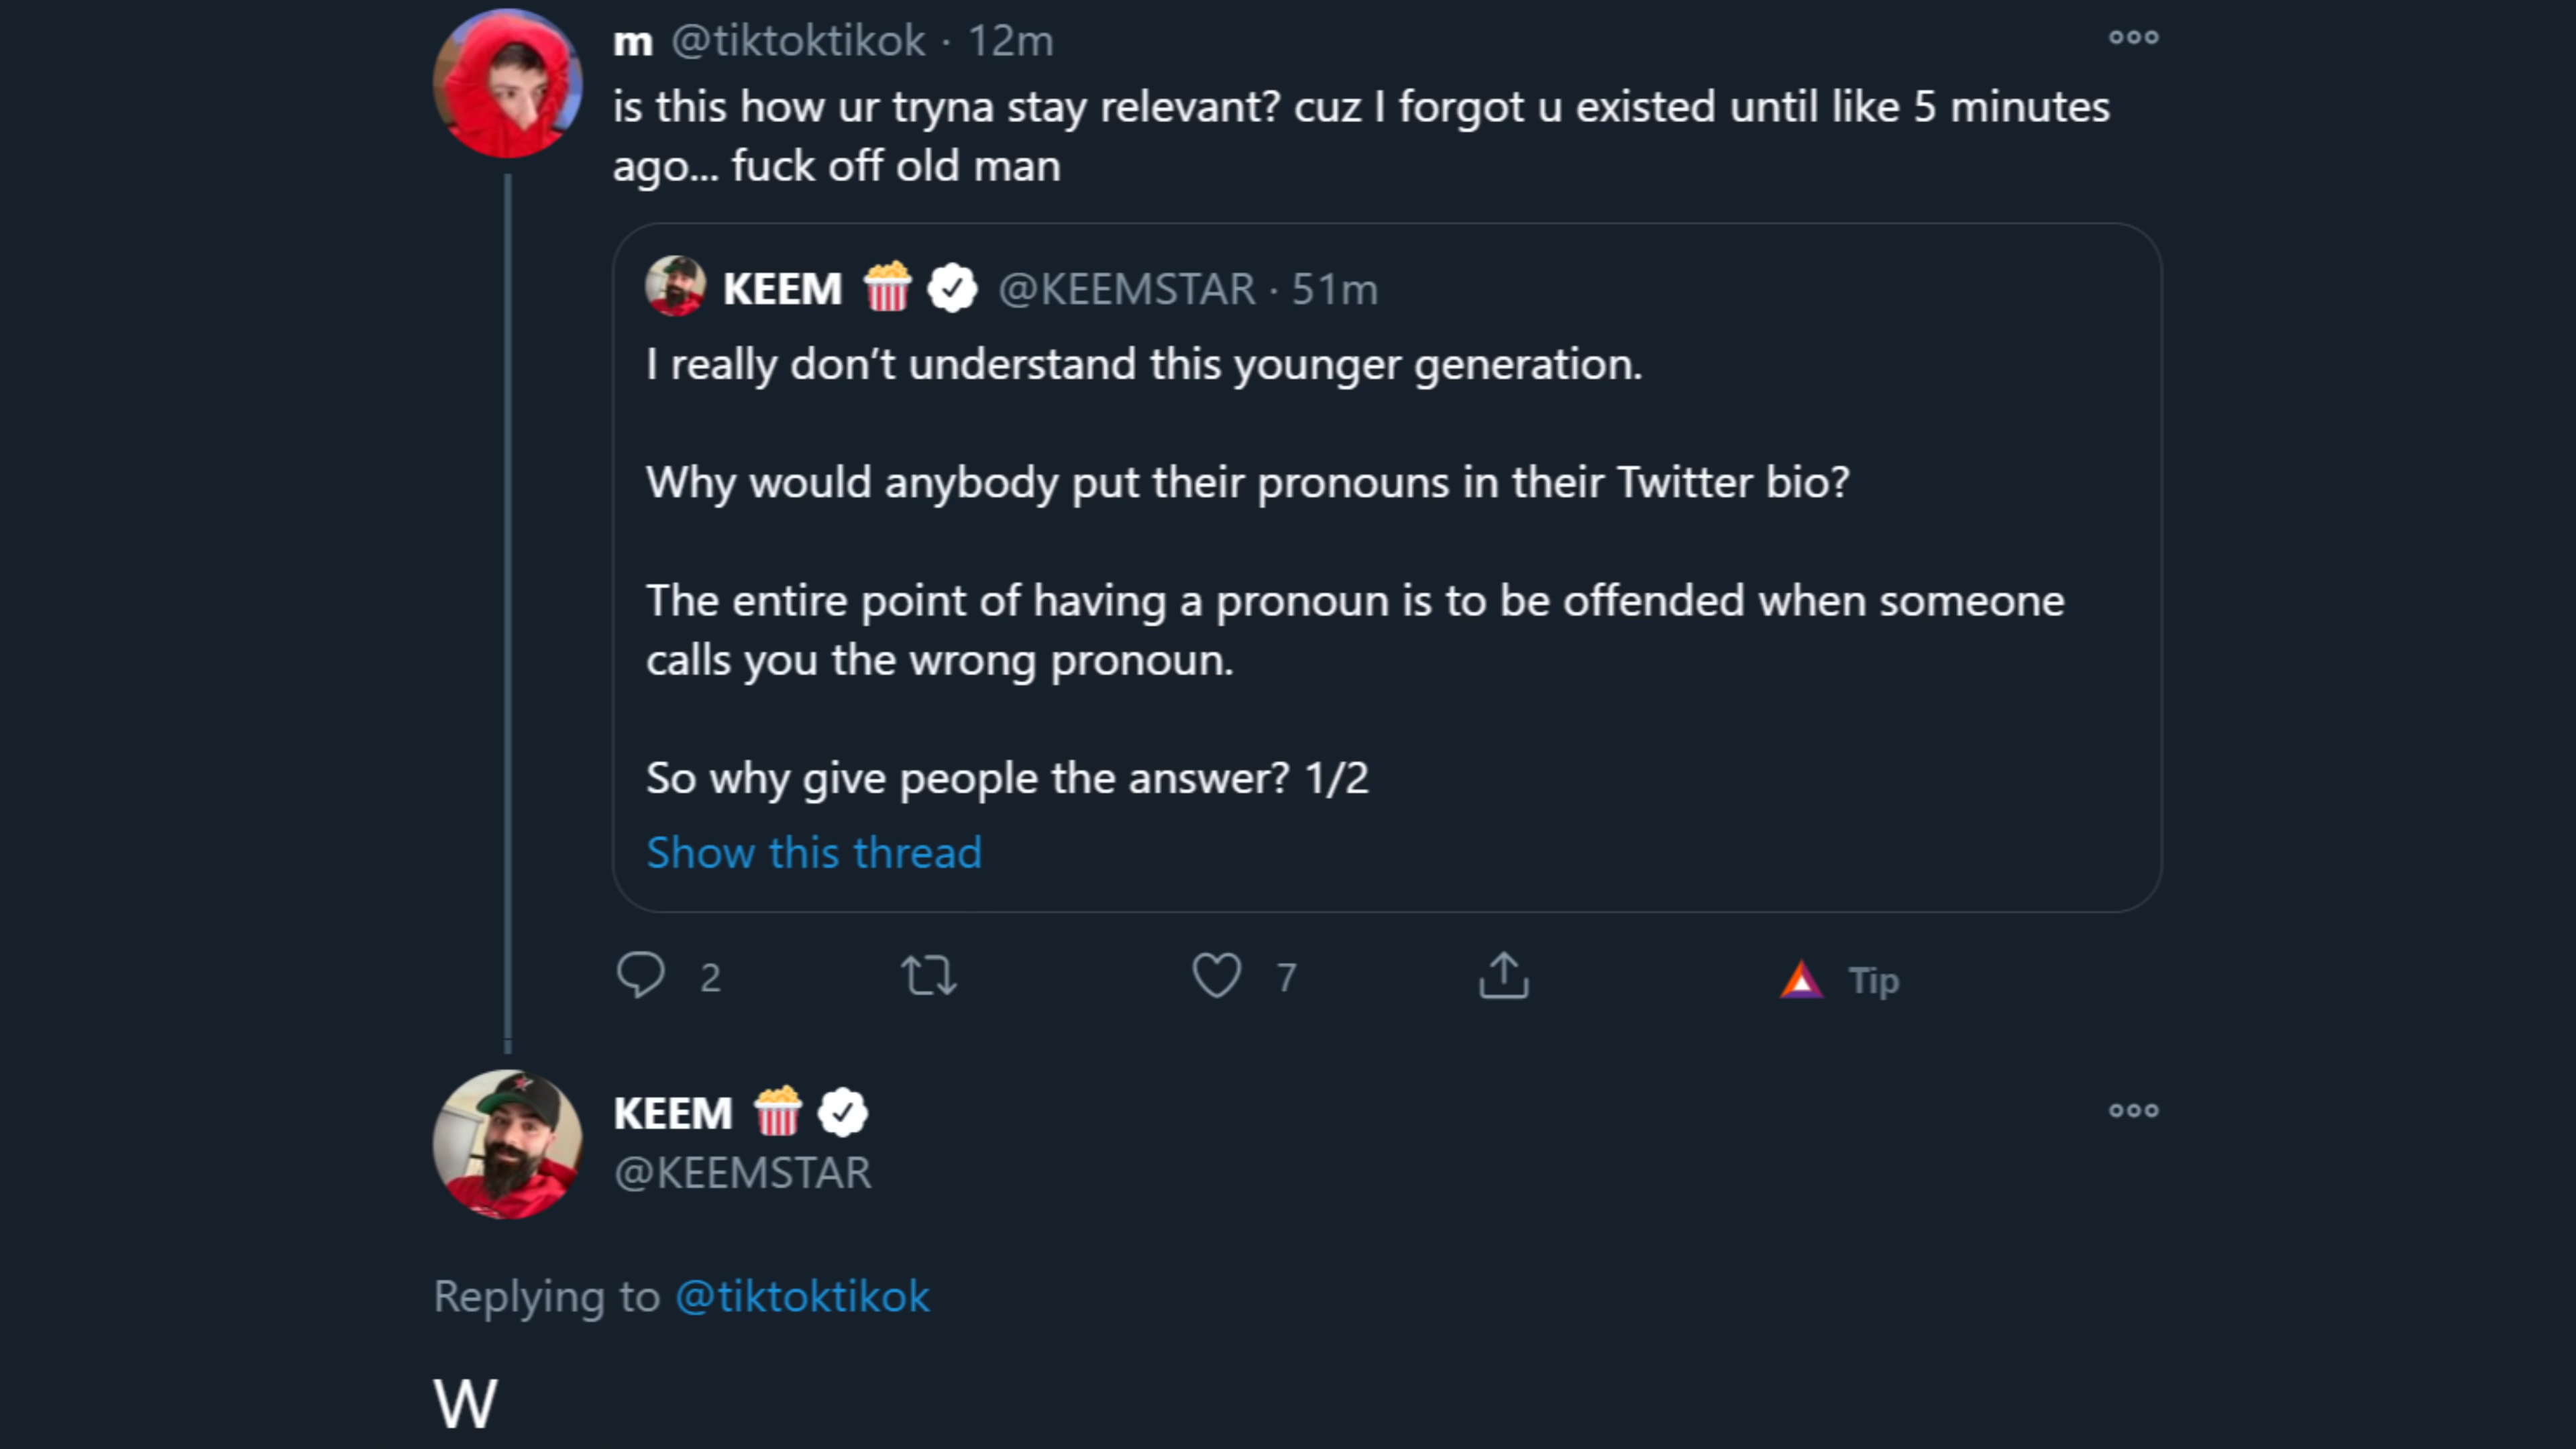 m @tiktoktikok · 12m
is this how ur tryna stay relevant? cuz I forgot u existed until like 5 minutes
ago... fuck off old man
KEEM @KEEMSTAR · 51m
I really don’t understand this younger generation.
Why would anybody put their pronouns in their Twitter bio?
The entire point of having a pronoun is to be offended when someone
calls you the wrong pronoun.
So why give people the answer? 1/2
Show this thread
2 7 Tip
KEEM
@KEEMSTAR
Replying to @tiktoktikok
W